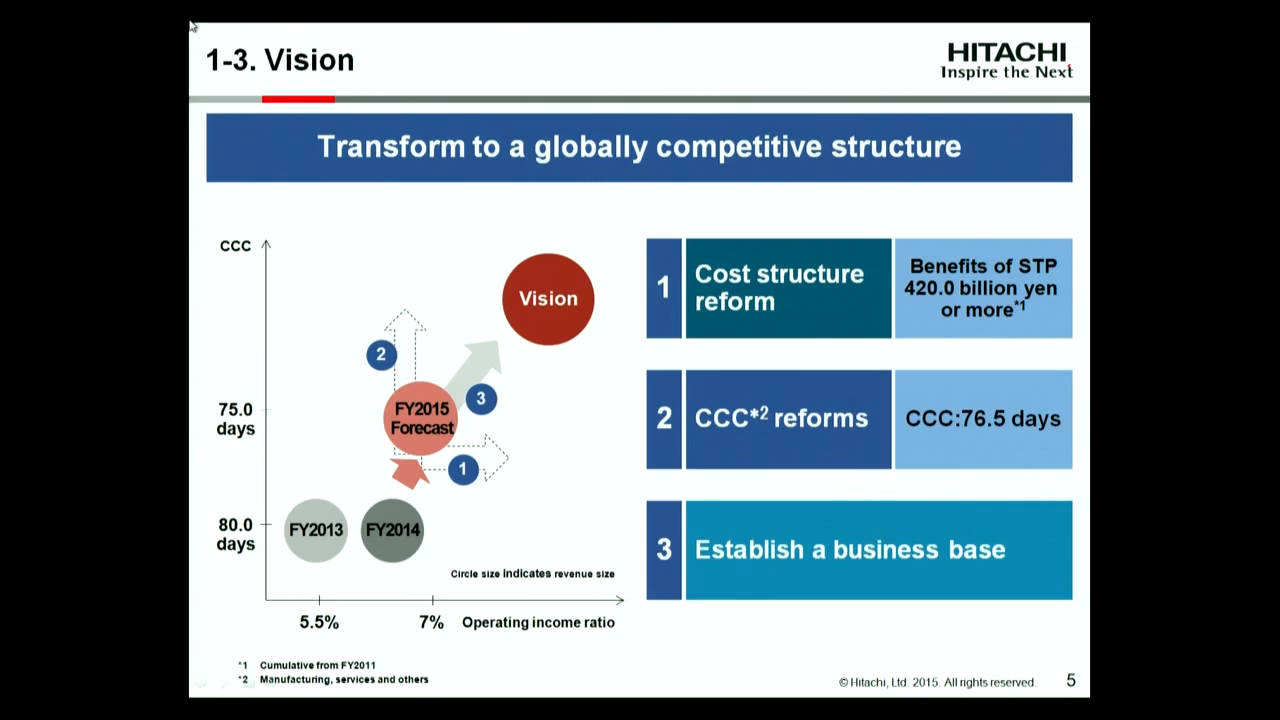 1-3. Vision
HITACHI
Inspire the Next
Transform to a globally competitive structure
CCC
Vision
2
75.0
days
FY2015
Forecast
3
1
80.0
days
FY2013
FY2014
Circle size indicates revenue size
5.5%
7%
Operating income ratio
1
Cost structure
reform
Benefits of STP
420.0 billion yen
or more*1
2
CCC*2 reforms
CCC:76.5 days
3
Establish a business base
*1 Cumulative from FY2011
*2 Manufacturing, services and others
© Hitachi, Ltd. 2015. All rights reserved.
5